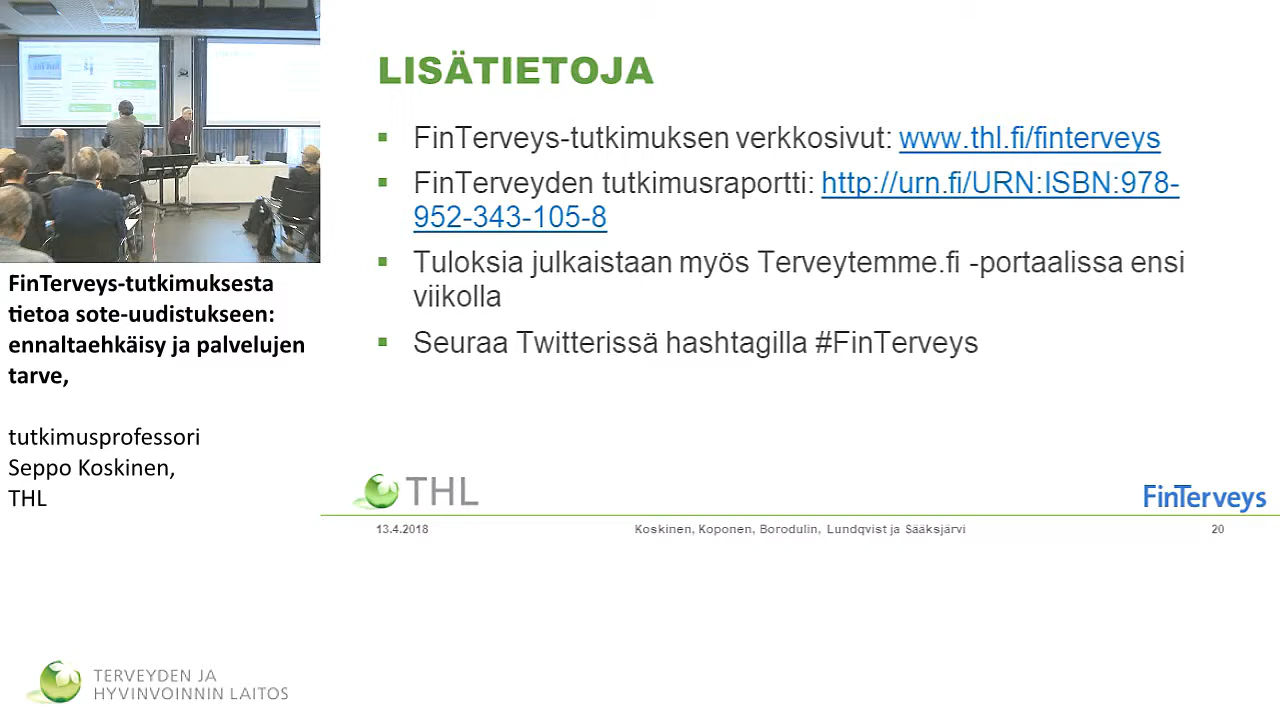 LISÄTIETOJA
FinTerveys-tutkimuksen verkkosivut: www.thl.fi/finterveys
FinTerveyden tutkimusraportti: http://urn.fi/URN:ISBN:978-
952-343-105-8
Tuloksia julkaistaan myös Terveytemme.fi -portaalissa ensi
viikolla
Seuraa Twitterissä hashtagilla #FinTerveys
THL
FinTerveys
13.4.2018
Koskinen, Koponen, Borodulin, Lundqvist ja Sääksjärvi
20
FinTerveys-tutkimuksesta
tietoa sote-uudistukseen:
ennaltaehkäisy ja palvelujen
tarve,
tutkimusprofessori
Seppo Koskinen,
THL
TERVEYDEN JA
HYVINVOINNIN LAITOS